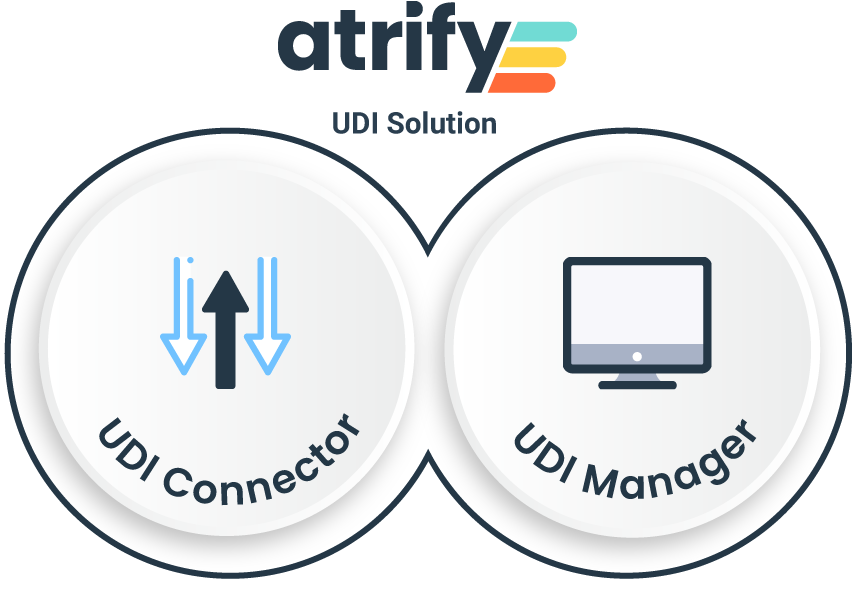 atrify
UDI Solution
UDI Connector
UDI Manager